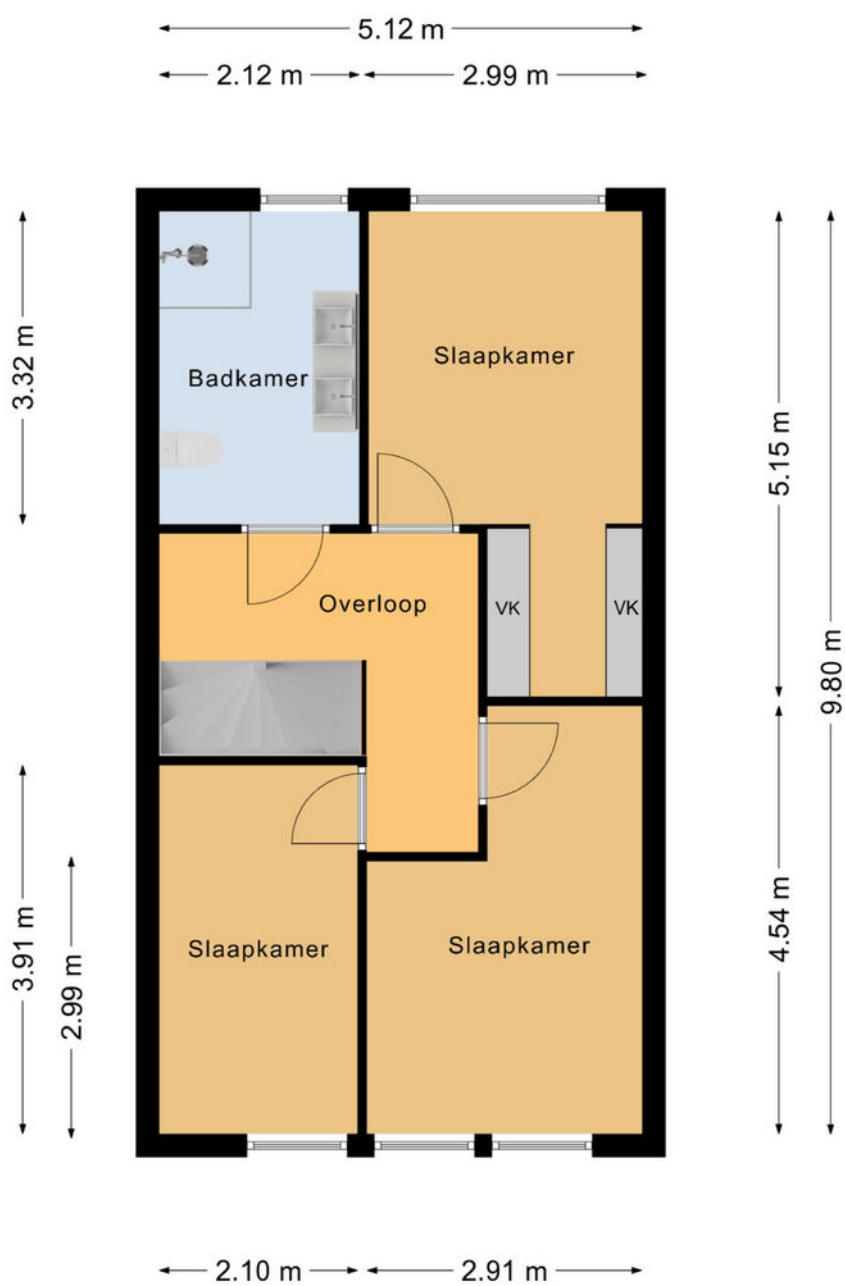 5.12 m
2.12 m
2.99 m
3.32 m
Badkamer
Slaapkamer
5.15 m
Overloop
VK
VK
9.80 m
3.91 m
2.99 m
Slaapkamer
Slaapkamer
4.54 m
2.10 m
2.91 m